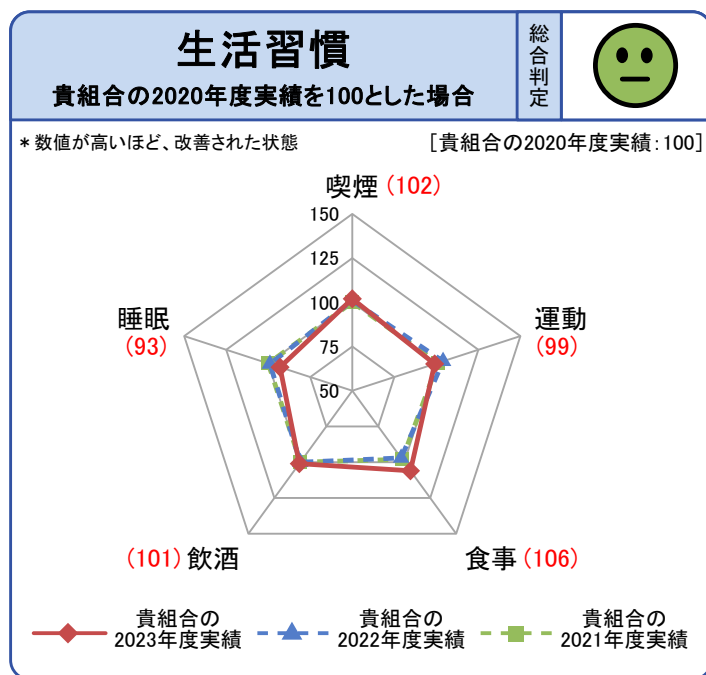 生活習慣
貴組合の2020年度実績を100とした場合
総合判定
＊数値が高いほど、改善された状態
［貴組合の2020年度実績：100］
喫煙 (102)
150
125
100
75
50
睡眠
(93)
運動
(99)
(101) 飲酒
食事 (106)
貴組合の
2023年度実績
貴組合の
2022年度実績
貴組合の
2021年度実績